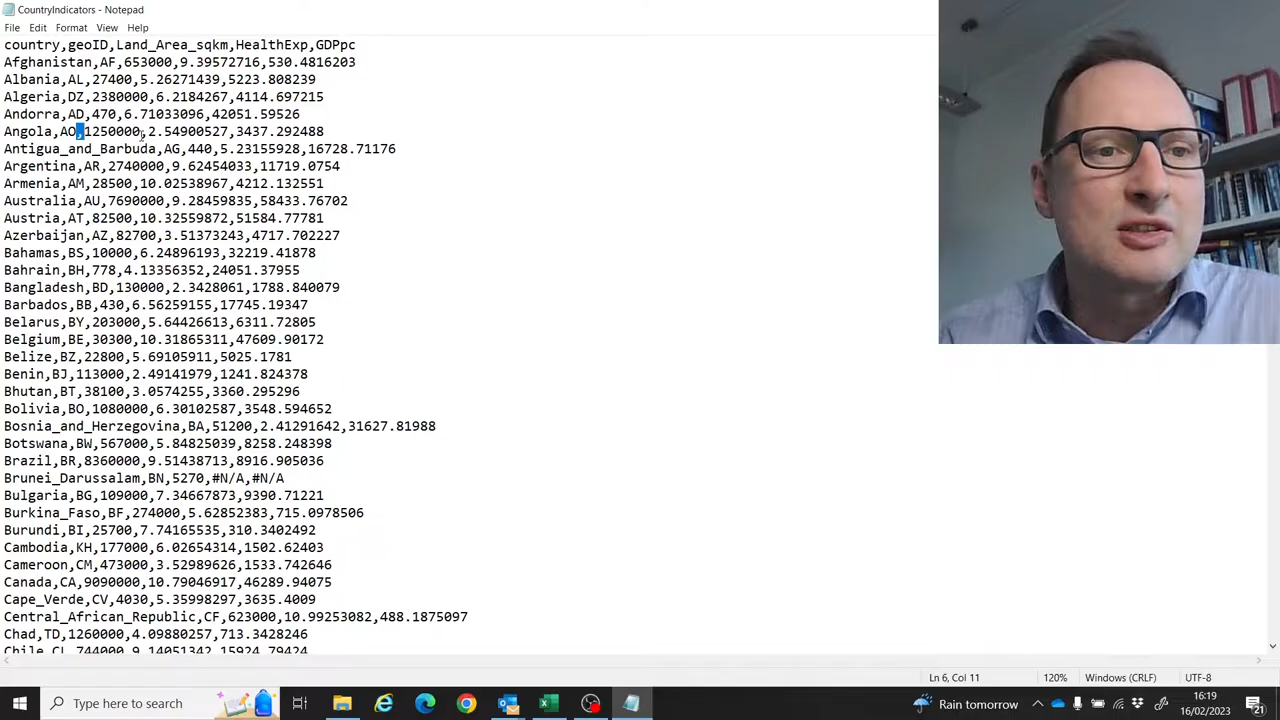 CountryIndicators - Notepad
File Edit Format View Help
country,geoID,Land_Area_sqkm,HealthExp,GDPpc
Afghanistan,AF,653000,9.39572716,530.4816203
Albania,AL,27400,5.26271439,5223.808239
Algeria,DZ,2380000,6.2184267,4114.697215
Andorra,AD,470,6.71033096,42051.59526
Angola,AO,1250000,2.54900527,3437.292488
Antigua_and_Barbuda,AG,440,5.23155928,16728.71176
Argentina,AR,2740000,9.62454033,11719.0754
Armenia,AM,28500,10.02538967,4212.132551
Australia,AU,7690000,9.28459835,58433.76702
Austria,AT,82500,10.32559872,51584.77781
Azerbaijan,AZ,82700,3.51373243,4717.702227
Bahamas,BS,10000,6.24896193,32219.41878
Bahrain,BH,778,4.13356352,24051.37955
Bangladesh,BD,130000,2.3428061,1788.840079
Barbados,BB,430,6.56259155,17745.19347
Belarus,BY,203000,5.64426613,6311.72805
Belgium,BE,30300,10.31865311,47609.90172
Belize,BZ,22800,5.69105911,5025.1781
Benin,BJ,113000,2.49141979,1241.824378
Bhutan,BT,38100,3.0574255,3360.295296
Bolivia,BO,1080000,6.30102587,3548.594652
Bosnia_and_Herzegovina,BA,51200,2.41291642,31627.81988
Botswana,BW,567000,5.84825039,8258.248398
Brazil,BR,8360000,9.51438713,8916.905036
Brunei_Darussalam,BN,5270,#N/A,#N/A
Bulgaria,BG,109000,7.34667873,9390.71221
Burkina_Faso,BF,274000,5.62852383,715.0978506
Burundi,BI,25700,7.74165535,310.3402492
Cambodia,KH,177000,6.02654314,1502.62403
Cameroon,CM,473000,3.52989626,1533.742646
Canada,CA,9090000,10.79046917,46289.94075
Cape_Verde,CV,4030,5.35998297,3635.4009
Central_African_Republic,CF,623000,10.99253082,488.1875097
Chad,TD,1260000,4.09880257,713.3428246
Chile,CL,744000,9.14051342,15924.79424
Ln 6, Col 11 120% Windows (CRLF) UTF-8
Type here to search
Rain tomorrow
16:19
16/02/2023
21